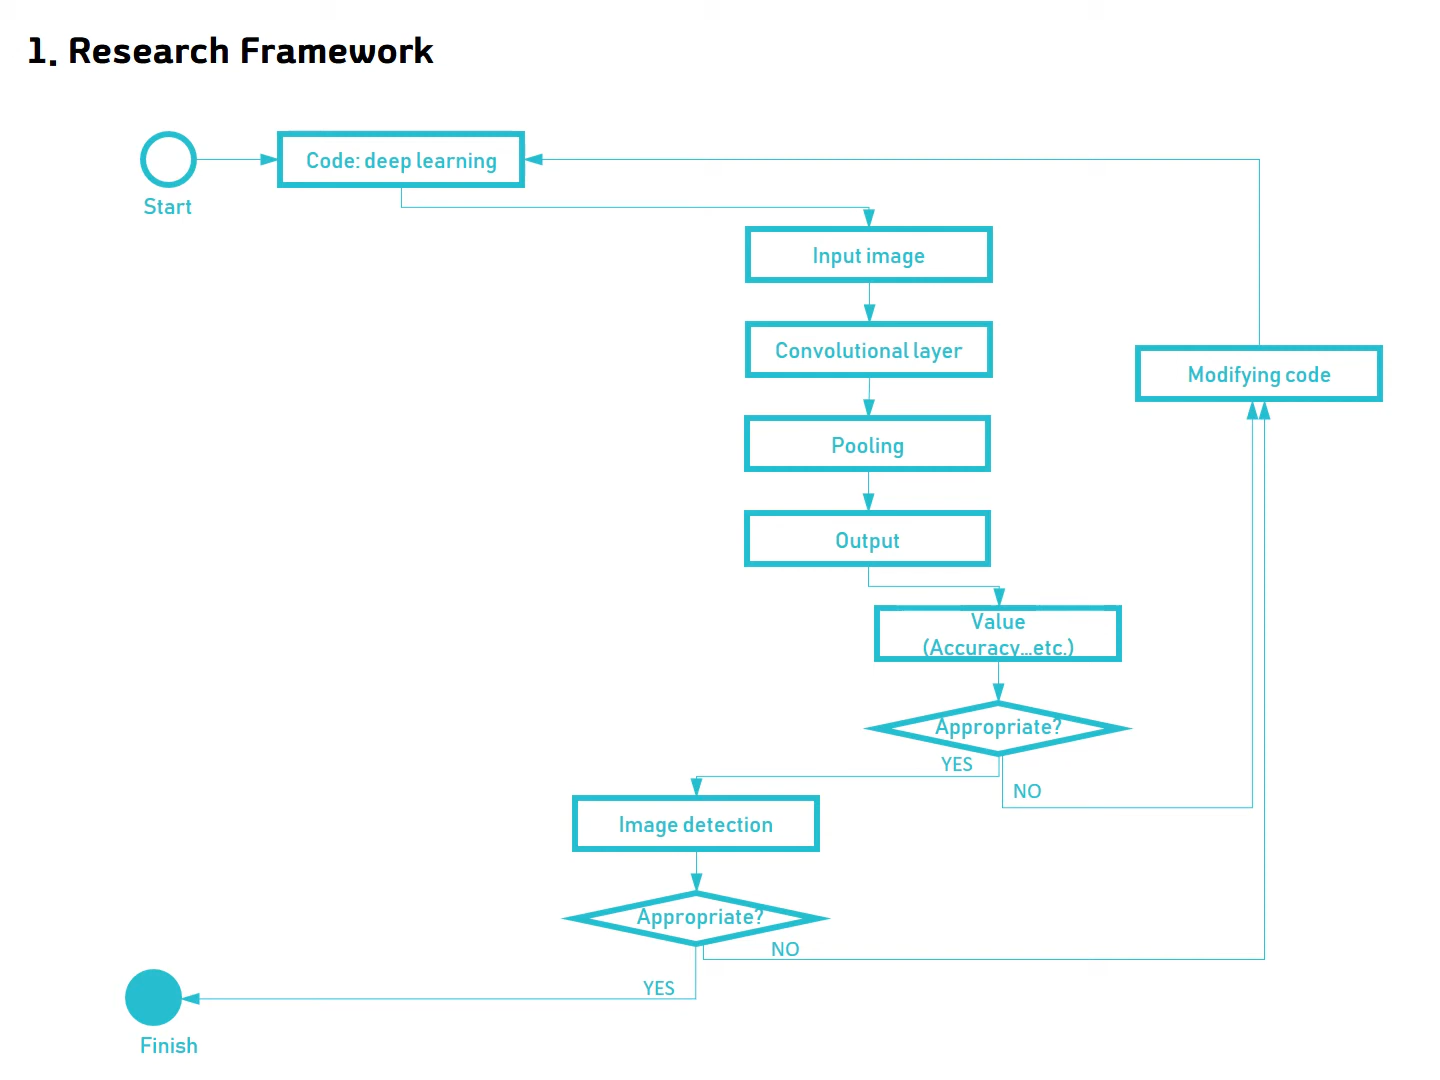 1. Research Framework
Code: deep learning
Start
Input image
Convolutional layer
Modifying code
Pooling
Output
Value
(Accuracy...etc.)
Appropriate?
YES
NO
Image detection
Appropriate?
NO
YES
Finish